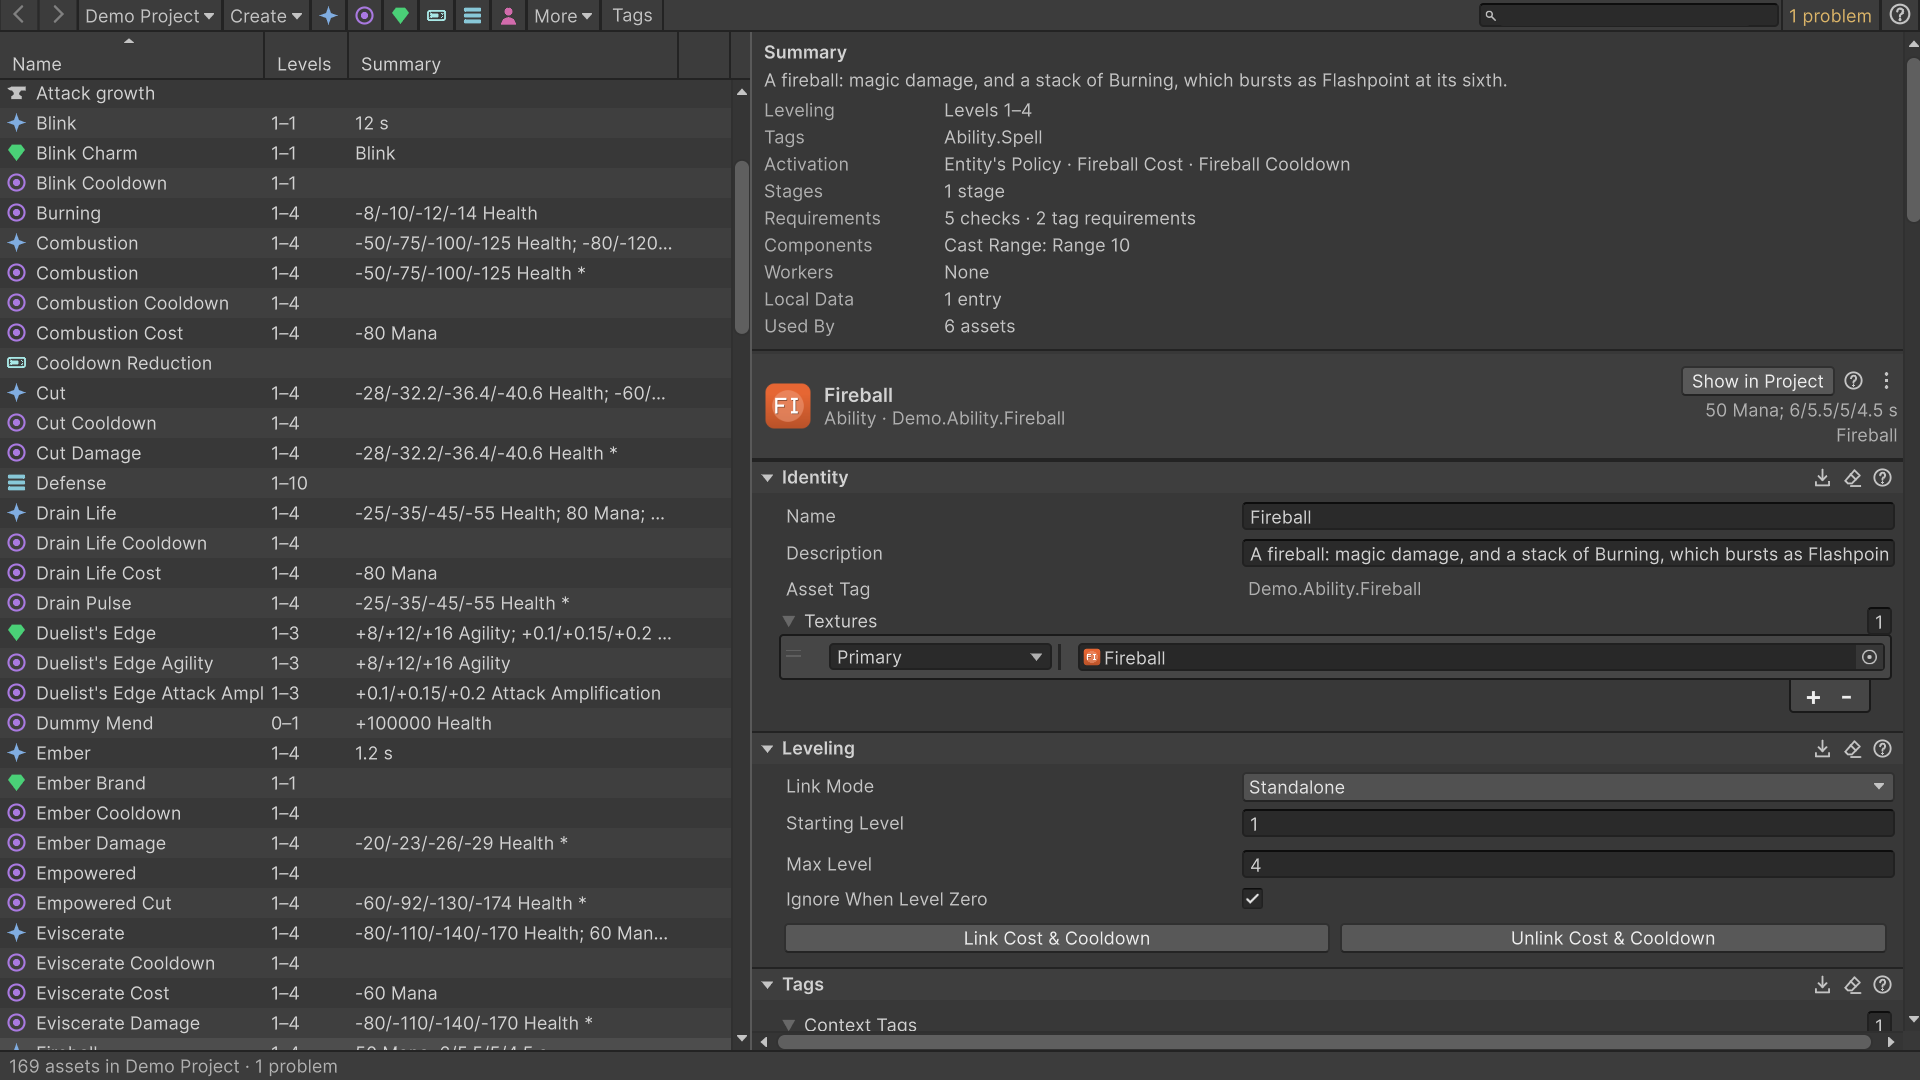 Demo Project Create More Tags 1 problem
Name Levels Summary
Attack growth
Blink 1–1 12 s
Blink Charm 1–1 Blink
Blink Cooldown 1–1
Burning 1–4 -8/-10/-12/-14 Health
Combustion 1–4 -50/-75/-100/-125 Health; -80/-120...
Combustion 1–4 -50/-75/-100/-125 Health *
Combustion Cooldown 1–4
Combustion Cost 1–4 -80 Mana
Cooldown Reduction
Cut 1–4 -28/-32.2/-36.4/-40.6 Health; -60/...
Cut Cooldown 1–4
Cut Damage 1–4 -28/-32.2/-36.4/-40.6 Health *
Defense 1–10
Drain Life 1–4 -25/-35/-45/-55 Health; 80 Mana; ...
Drain Life Cooldown 1–4
Drain Life Cost 1–4 -80 Mana
Drain Pulse 1–4 -25/-35/-45/-55 Health *
Duelist's Edge 1–3 +8/+12/+16 Agility; +0.1/+0.15/+0.2 ...
Duelist's Edge Agility 1–3 +8/+12/+16 Agility
Duelist's Edge Attack Ampl 1–3 +0.1/+0.15/+0.2 Attack Amplification
Dummy Mend 0–1 +100000 Health
Ember 1–4 1.2 s
Ember Brand 1–1
Ember Cooldown 1–4
Ember Damage 1–4 -20/-23/-26/-29 Health *
Empowered 1–4
Empowered Cut 1–4 -60/-92/-130/-174 Health *
Eviscerate 1–4 -80/-110/-140/-170 Health; 60 Man...
Eviscerate Cooldown 1–4
Eviscerate Cost 1–4 -60 Mana
Eviscerate Damage 1–4 -80/-110/-140/-170 Health *
169 assets in Demo Project · 1 problem
Summary
A fireball: magic damage, and a stack of Burning, which bursts as Flashpoint at its sixth.
Leveling Levels 1–4
Tags Ability.Spell
Activation Entity's Policy · Fireball Cost · Fireball Cooldown
Stages 1 stage
Requirements 5 checks · 2 tag requirements
Components Cast Range: Range 10
Workers None
Local Data 1 entry
Used By 6 assets
FI Fireball Show in Project
Ability · Demo.Ability.Fireball 50 Mana; 6/5.5/5/4.5 s
Fireball
Identity
Name Fireball
Description A fireball: magic damage, and a stack of Burning, which bursts as Flashpoin
Asset Tag Demo.Ability.Fireball
Textures 1
Primary FI Fireball
+ -
Leveling
Link Mode Standalone
Starting Level 1
Max Level 4
Ignore When Level Zero
Link Cost & Cooldown Unlink Cost & Cooldown
Tags
Context Tags 1